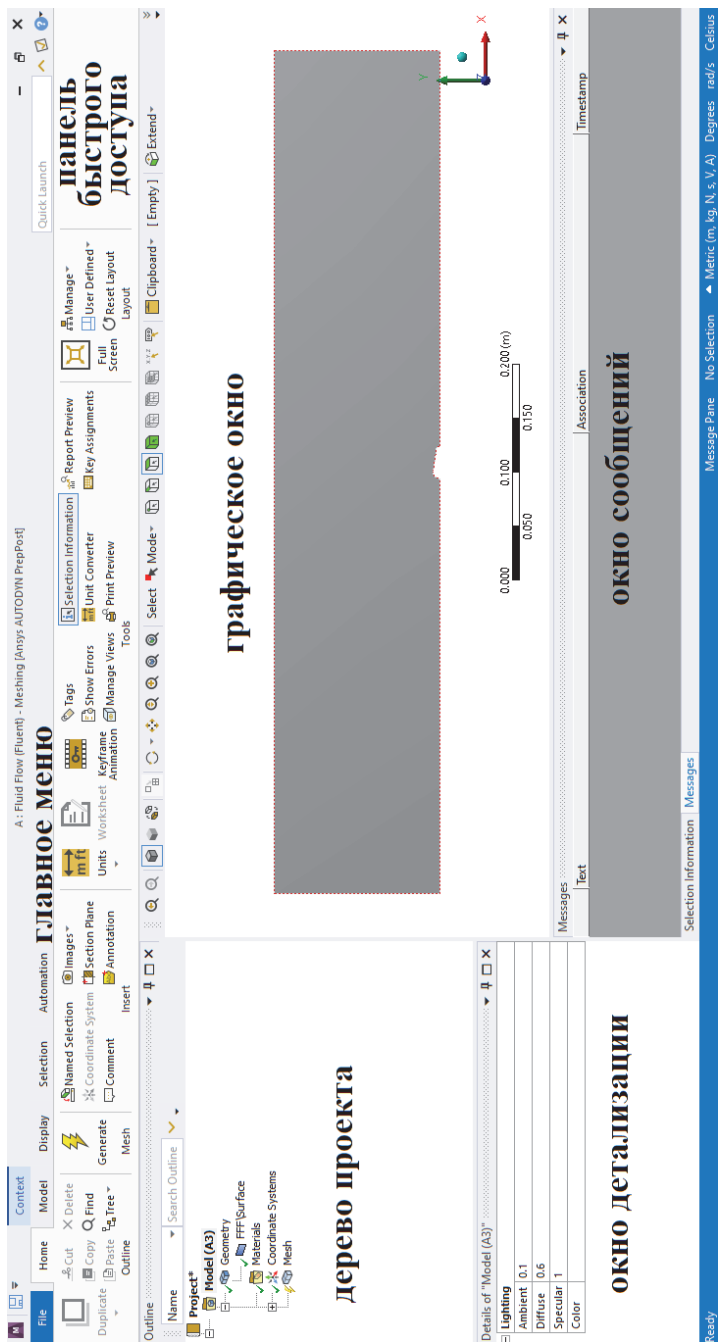 A : Fluid Flow (Fluent) - Meshing [Ansys AUTODYN PrepPost]
Context
File Home Model Display Selection Automation
главное меню
Quick Launch
Duplicate
Cut
Copy
Paste
Delete
Find
Tree
Outline
Generate
Mesh
Named Selection
Coordinate System
Comment
Images
Section Plane
Annotation
Insert
Units
Worksheet
Keyframe
Animation
Tags
Show Errors
Manage Views
Selection Information
Unit Converter
Print Preview
Report Preview
Key Assignments
Tools
Full
Screen
Manage
User Defined
Reset Layout
Layout
панель
быстрого
доступа
Select Mode Clipboard [ Empty ] Extend
Outline
Name Search Outline
Project*
Model (A3)
Geometry
FFF\Surface
Materials
Coordinate Systems
Mesh
дерево проекта
графическое окно
Y
X
0.000 0.100 0.200 (m)
0.050 0.150
Details of "Model (A3)"
Lighting
Ambient 0.1
Diffuse 0.6
Specular 1
Color
окно детализации
Messages
Text Association Timestamp
окно сообщений
Selection Information Messages
Ready Message Pane No Selection Metric (m, kg, N, s, V, A) Degrees rad/s Celsius